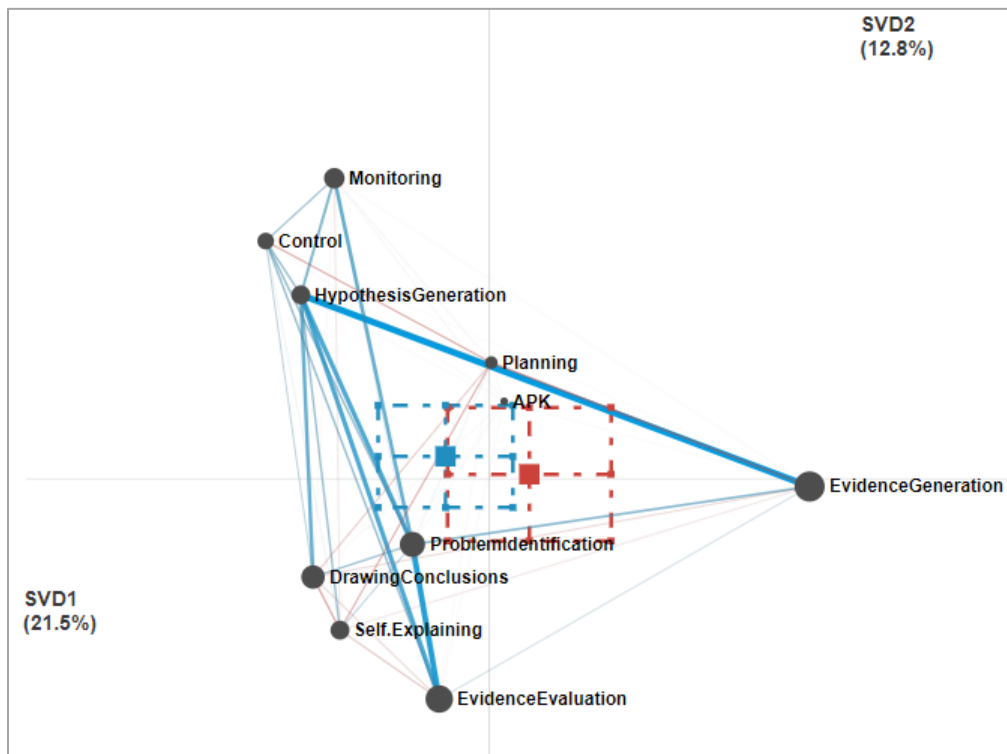 SVD2
(12.8%)
Monitoring
Control
HypothesisGeneration
Planning
APK
EvidenceGeneration
ProblemIdentification
DrawingConclusions
SVD1
(21.5%)
Self.Explaining
EvidenceEvaluation